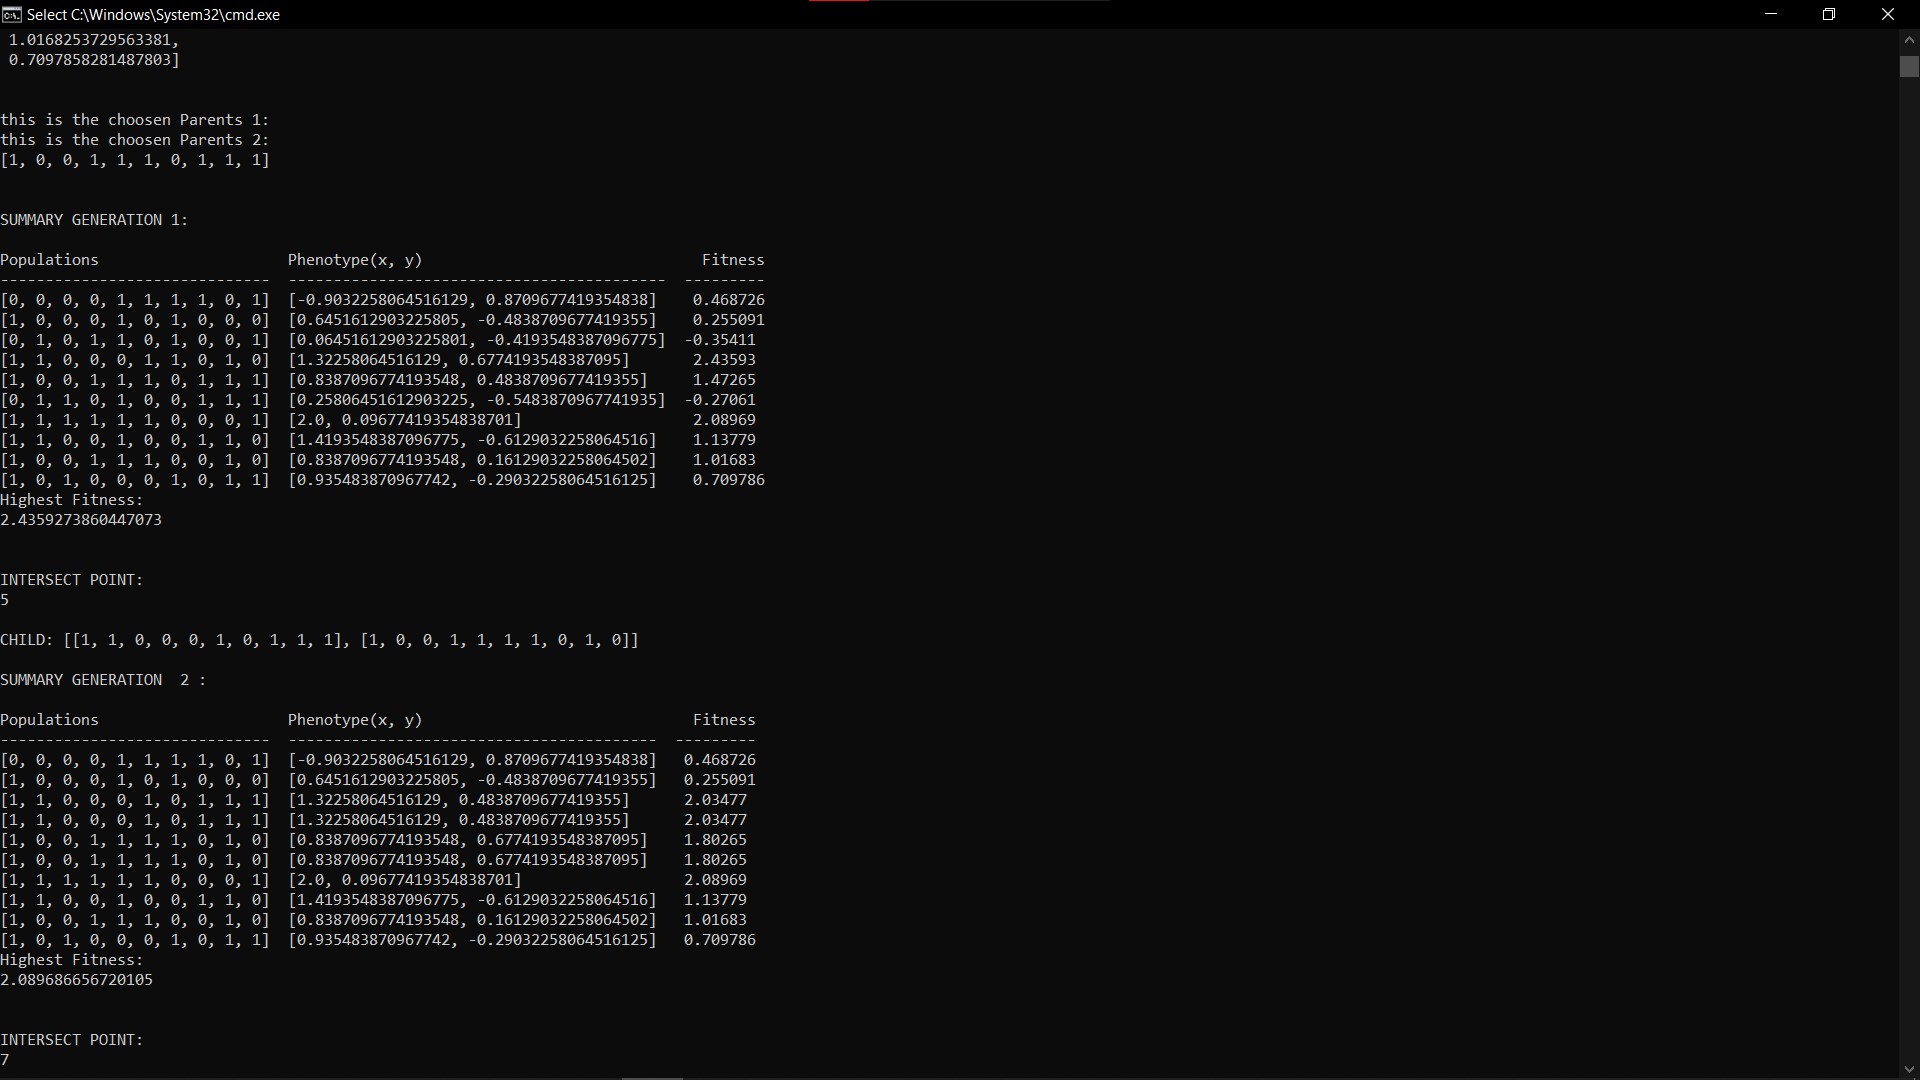 Select C:\Windows\System32\cmd.exe
1.0168253729563381,
0.7097858281487803]
this is the choosen Parents 1:
this is the choosen Parents 2:
[1, 0, 0, 1, 1, 1, 0, 1, 1, 1]
SUMMARY GENERATION 1:
Populations Phenotype(x, y) Fitness
------------------------------ ------------------------------------------ ---------
[0, 0, 0, 0, 1, 1, 1, 1, 0, 1] [-0.9032258064516129, 0.8709677419354838] 0.468726
[1, 0, 0, 0, 1, 0, 1, 0, 0, 0] [0.6451612903225805, -0.4838709677419355] 0.255091
[0, 1, 0, 1, 1, 0, 1, 0, 0, 1] [0.06451612903225801, -0.4193548387096775] -0.35411
[1, 1, 0, 0, 0, 1, 1, 0, 1, 0] [1.32258064516129, 0.6774193548387095] 2.43593
[1, 0, 0, 1, 1, 1, 0, 1, 1, 1] [0.8387096774193548, 0.4838709677419355] 1.47265
[0, 1, 1, 0, 1, 0, 0, 1, 1, 1] [0.25806451612903225, -0.5483870967741935] -0.27061
[1, 1, 1, 1, 1, 1, 0, 0, 0, 1] [2.0, 0.09677419354838701] 2.08969
[1, 1, 0, 0, 1, 0, 0, 1, 1, 0] [1.4193548387096775, -0.6129032258064516] 1.13779
[1, 0, 0, 1, 1, 1, 0, 0, 1, 0] [0.8387096774193548, 0.16129032258064502] 1.01683
[1, 0, 1, 0, 0, 0, 1, 0, 1, 1] [0.935483870967742, -0.29032258064516125] 0.709786
Highest Fitness:
2.4359273860447073
INTERSECT POINT:
5
CHILD: [[1, 1, 0, 0, 0, 1, 0, 1, 1, 1], [1, 0, 0, 1, 1, 1, 1, 0, 1, 0]]
SUMMARY GENERATION  2 :
Populations Phenotype(x, y) Fitness
------------------------------ ----------------------------------------- ---------
[0, 0, 0, 0, 1, 1, 1, 1, 0, 1] [-0.9032258064516129, 0.8709677419354838] 0.468726
[1, 0, 0, 0, 1, 0, 1, 0, 0, 0] [0.6451612903225805, -0.4838709677419355] 0.255091
[1, 1, 0, 0, 0, 1, 0, 1, 1, 1] [1.32258064516129, 0.4838709677419355] 2.03477
[1, 1, 0, 0, 0, 1, 0, 1, 1, 1] [1.32258064516129, 0.4838709677419355] 2.03477
[1, 0, 0, 1, 1, 1, 1, 0, 1, 0] [0.8387096774193548, 0.6774193548387095] 1.80265
[1, 0, 0, 1, 1, 1, 1, 0, 1, 0] [0.8387096774193548, 0.6774193548387095] 1.80265
[1, 1, 1, 1, 1, 1, 0, 0, 0, 1] [2.0, 0.09677419354838701] 2.08969
[1, 1, 0, 0, 1, 0, 0, 1, 1, 0] [1.4193548387096775, -0.6129032258064516] 1.13779
[1, 0, 0, 1, 1, 1, 0, 0, 1, 0] [0.8387096774193548, 0.16129032258064502] 1.01683
[1, 0, 1, 0, 0, 0, 1, 0, 1, 1] [0.935483870967742, -0.29032258064516125] 0.709786
Highest Fitness:
2.089686656720105
INTERSECT POINT:
7